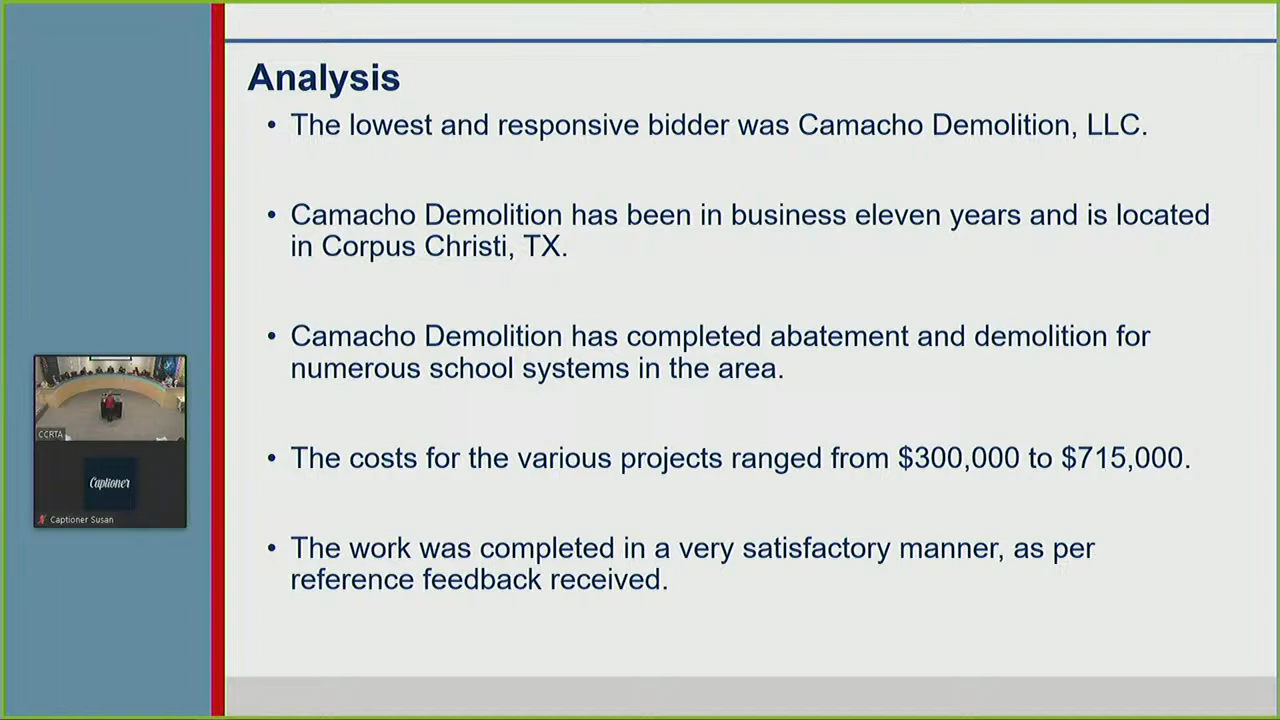 Analysis
• The lowest and responsive bidder was Camacho Demolition, LLC.
• Camacho Demolition has been in business eleven years and is located
in Corpus Christi, TX.
• Camacho Demolition has completed abatement and demolition for
numerous school systems in the area.
• The costs for the various projects ranged from $300,000 to $715,000.
• The work was completed in a very satisfactory manner, as per
reference feedback received.
CCRTA
Captioner
Captioner Susan